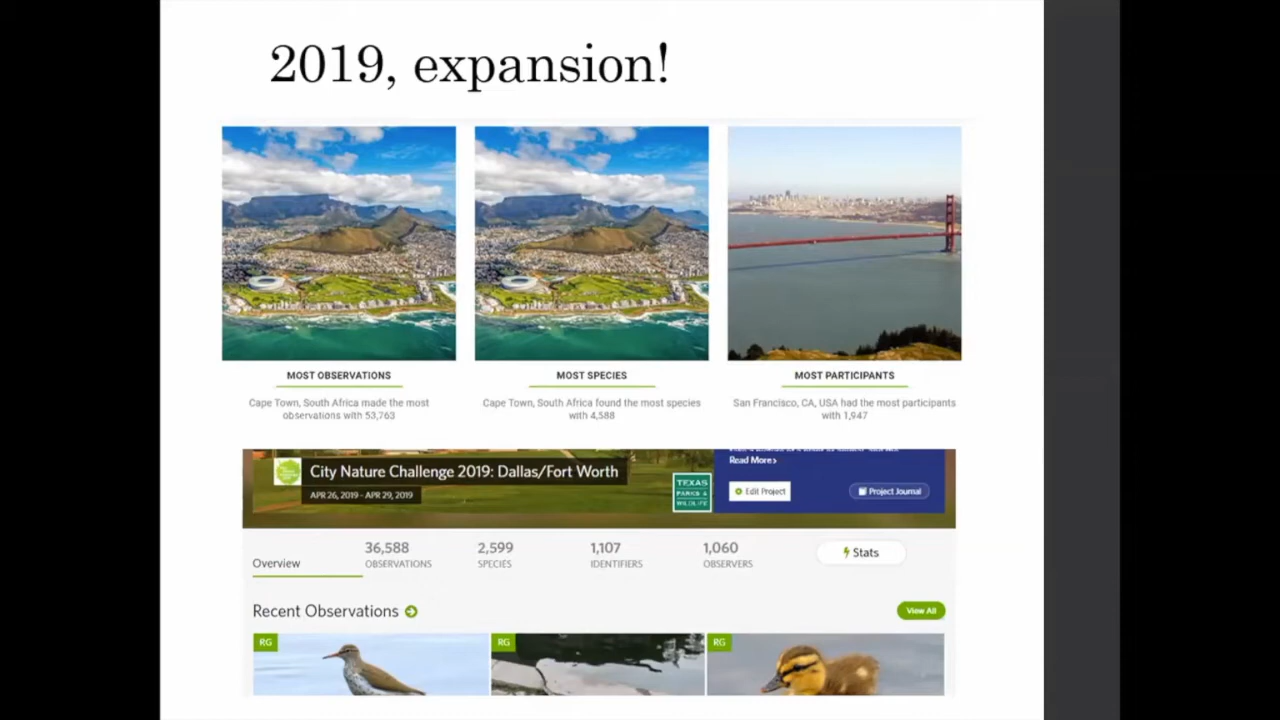 2019, expansion!
MOST OBSERVATIONS
Cape Town, South Africa made the most
observations with 53,763
MOST SPECIES
Cape Town, South Africa found the most species
with 4,588
MOST PARTICIPANTS
San Francisco, CA, USA had the most participants
with 1,947
City Nature Challenge 2019: Dallas/Fort Worth
APR 26, 2019 - APR 29, 2019
TEXAS
PARKS &
WILDLIFE
Read More >
Edit Project
Project Journal
Overview
36,588
OBSERVATIONS
2,599
SPECIES
1,107
IDENTIFIERS
1,060
OBSERVERS
Stats
Recent Observations
View All
RG
RG
RG